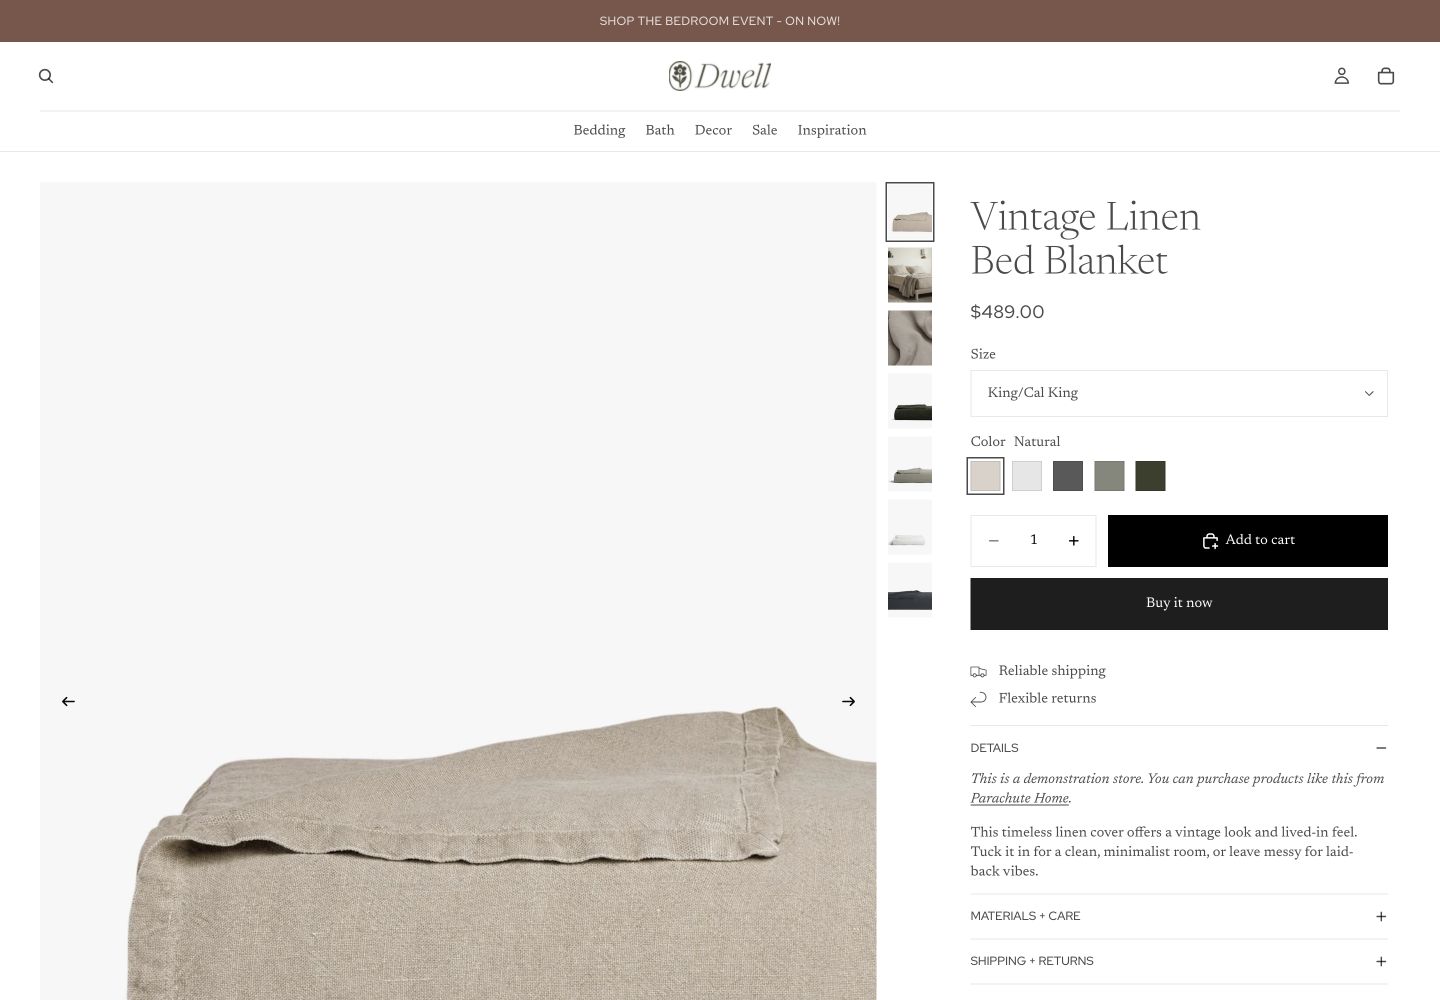 SHOP THE BEDROOM EVENT - ON NOW!
Dwell
Bedding
Bath
Decor
Sale
Inspiration
Vintage Linen
Bed Blanket
$489.00
Size
King/Cal King
Color Natural
1
Add to cart
Buy it now
Reliable shipping
Flexible returns
DETAILS
This is a demonstration store. You can purchase products like this from
Parachute Home.
This timeless linen cover offers a vintage look and lived-in feel.
Tuck it in for a clean, minimalist room, or leave messy for laid-
back vibes.
MATERIALS + CARE
SHIPPING + RETURNS